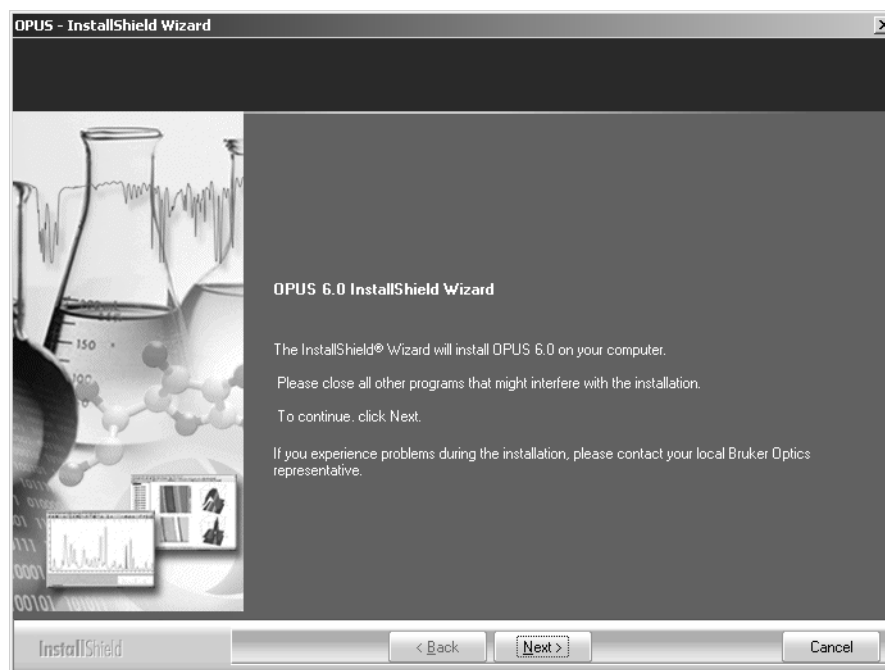 OPUS - InstallShield Wizard
OPUS 6.0 InstallShield Wizard
The InstallShield® Wizard will install OPUS 6.0 on your computer.
Please close all other programs that might interfere with the installation.
To continue, click Next.
If you experience problems during the installation, please contact your local Bruker Optics
representative.
150
100
InstallShield
< Back
Next >
Cancel